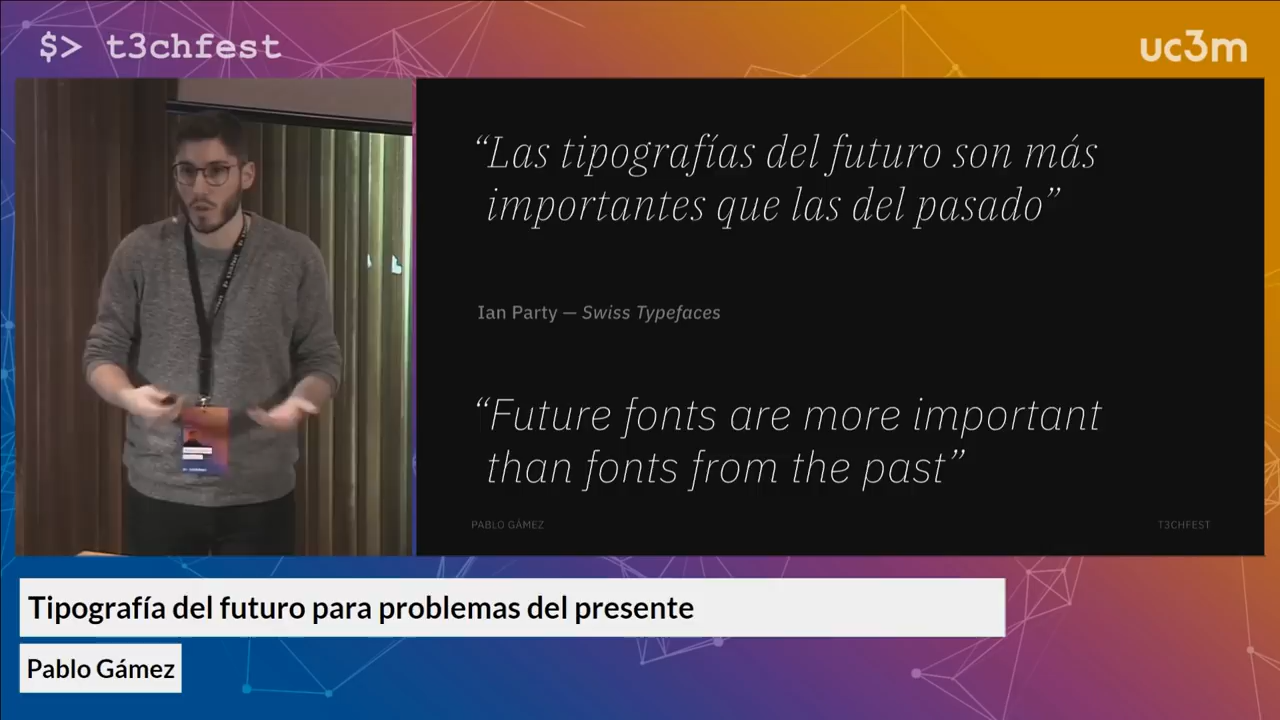 $> t3chfest
uc3m
“Las tipografías del futuro son más
importantes que las del pasado”
Ian Party — Swiss Typefaces
“Future fonts are more important
than fonts from the past”
PABLO GÁMEZ
T3CHFEST
Tipografía del futuro para problemas del presente
Pablo Gámez